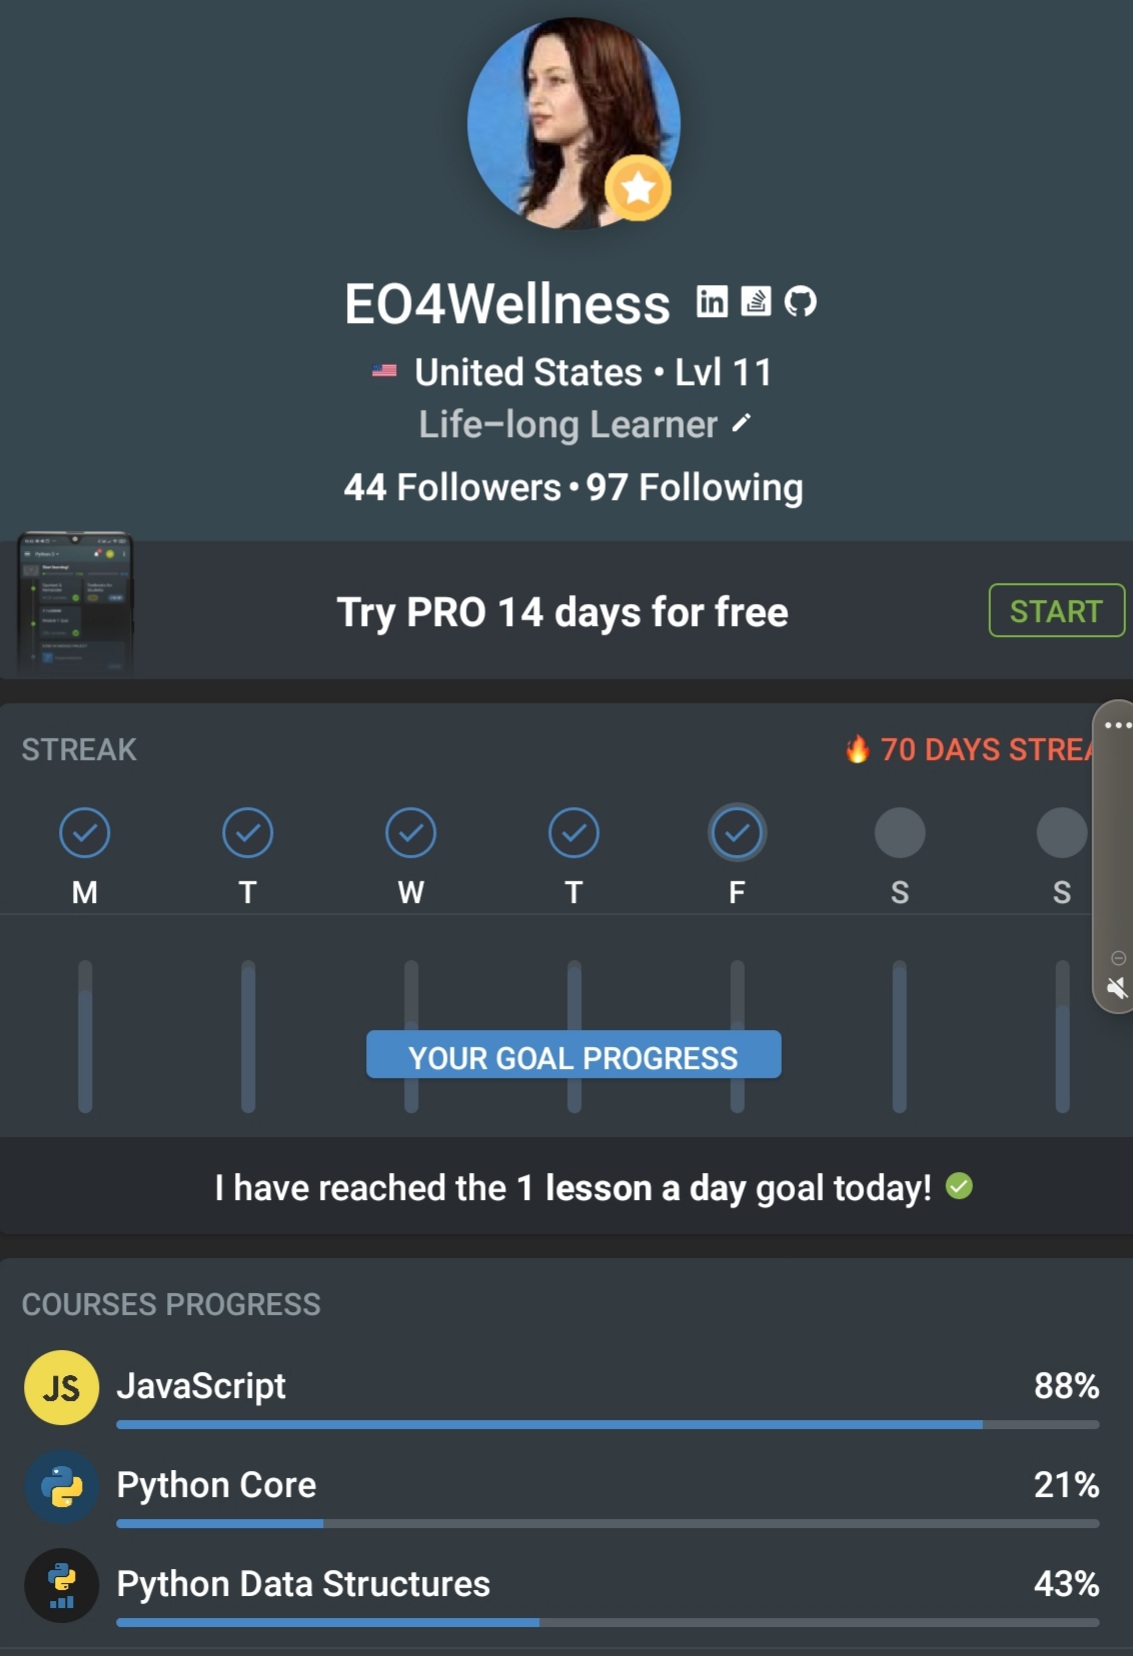 EO4Wellness in
United States • Lvl 11
Life–long Learner
44 Followers • 97 Following
Try PRO 14 days for free
START
STREAK
70 DAYS
M T W T F S S
YOUR GOAL PROGRESS
I have reached the 1 lesson a day goal today!
COURSES PROGRESS
JS JavaScript 88%
Python Core 21%
Python Data Structures 43%